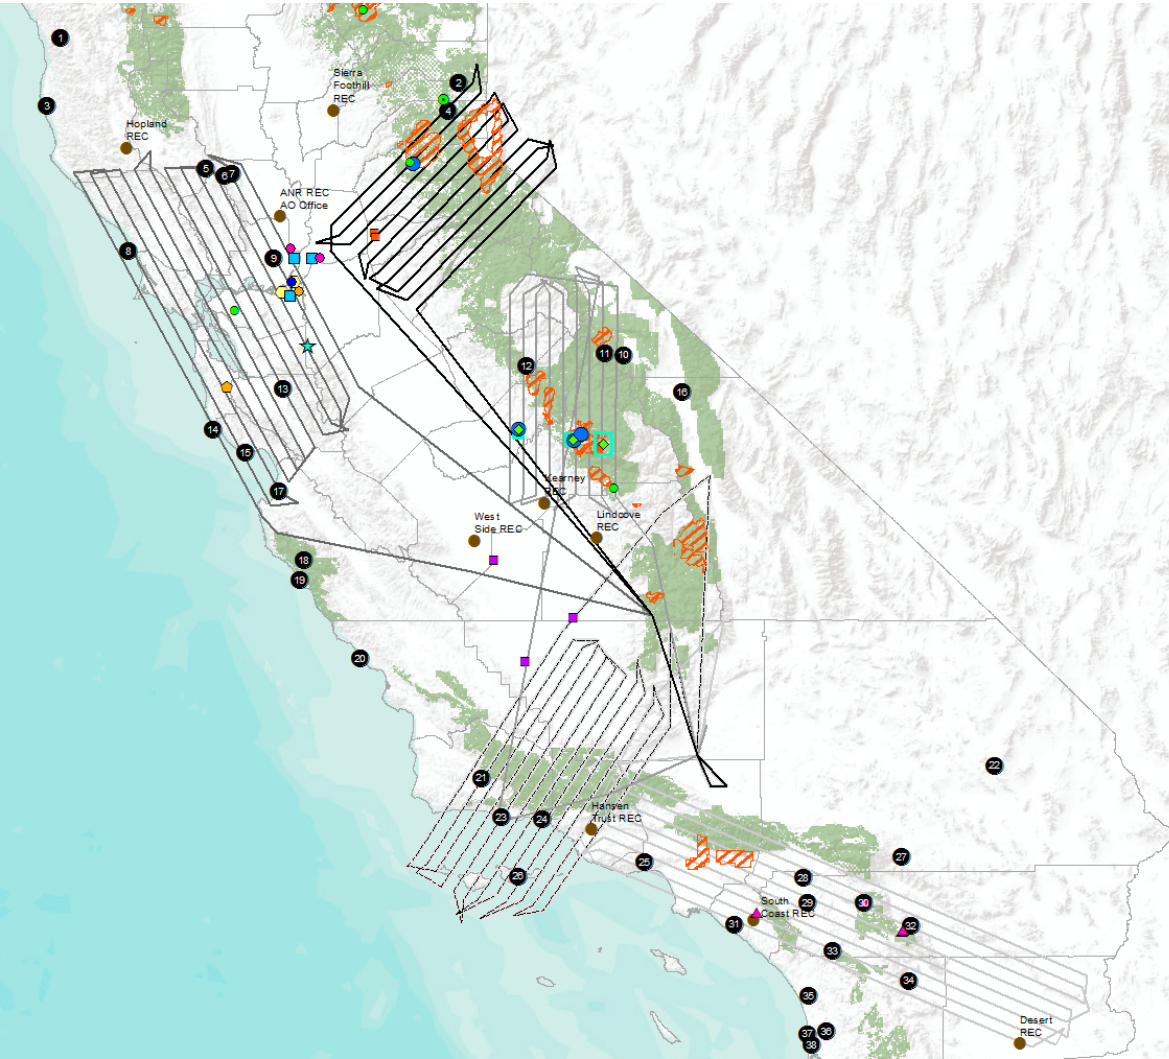 1
2
Sierra
Foothill
REC
3
4
Hopland
REC
5
6
7
ANR REC
AO Office
8
9
11
10
12
13
16
14
15
Kearney
REC
17
West
Side REC
Lindcove
REC
18
19
20
22
21
Hansen
Trust REC
23
24
25
27
26
28
29
30
South
Coast REC
31
32
33
34
35
Desert
REC
37
36
38